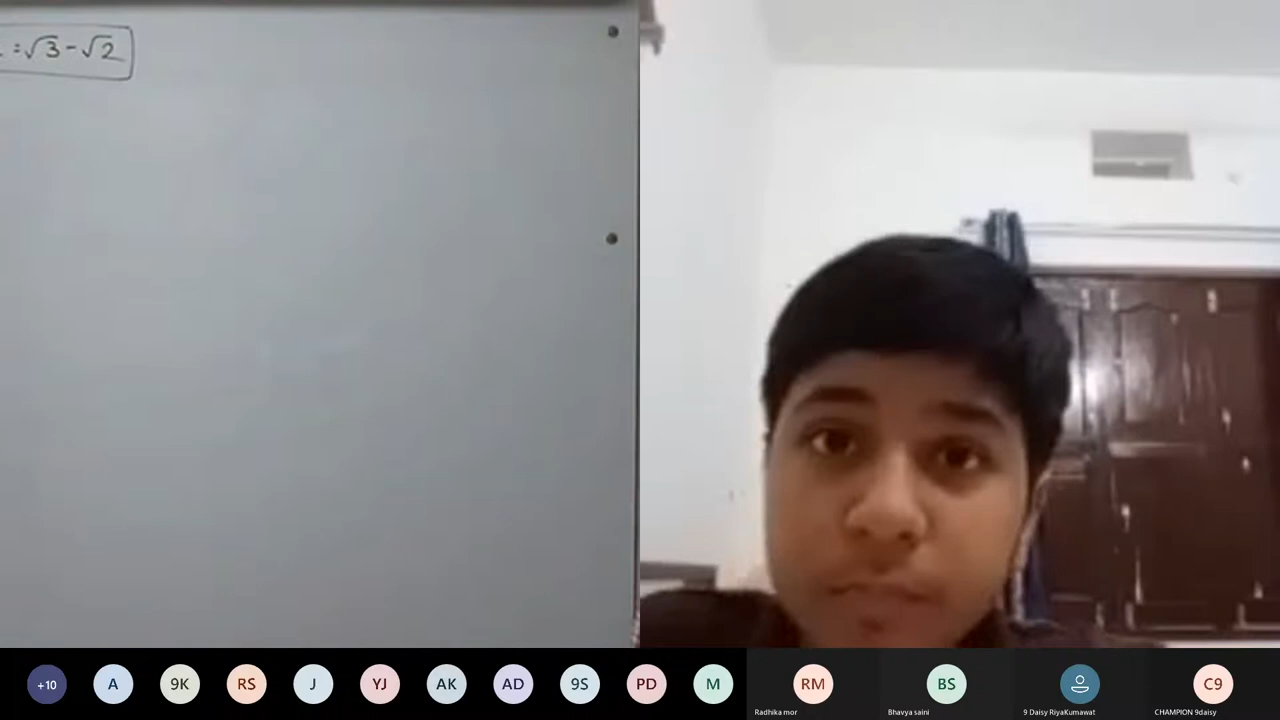 =√3-√2
+10
A
9K
RS
J
YJ
AK
AD
9S
PD
M
RM
BS
C9
Radhika mor
Bhavya saini
9 Daisy RiyaKumawat
CHAMPION 9daisy